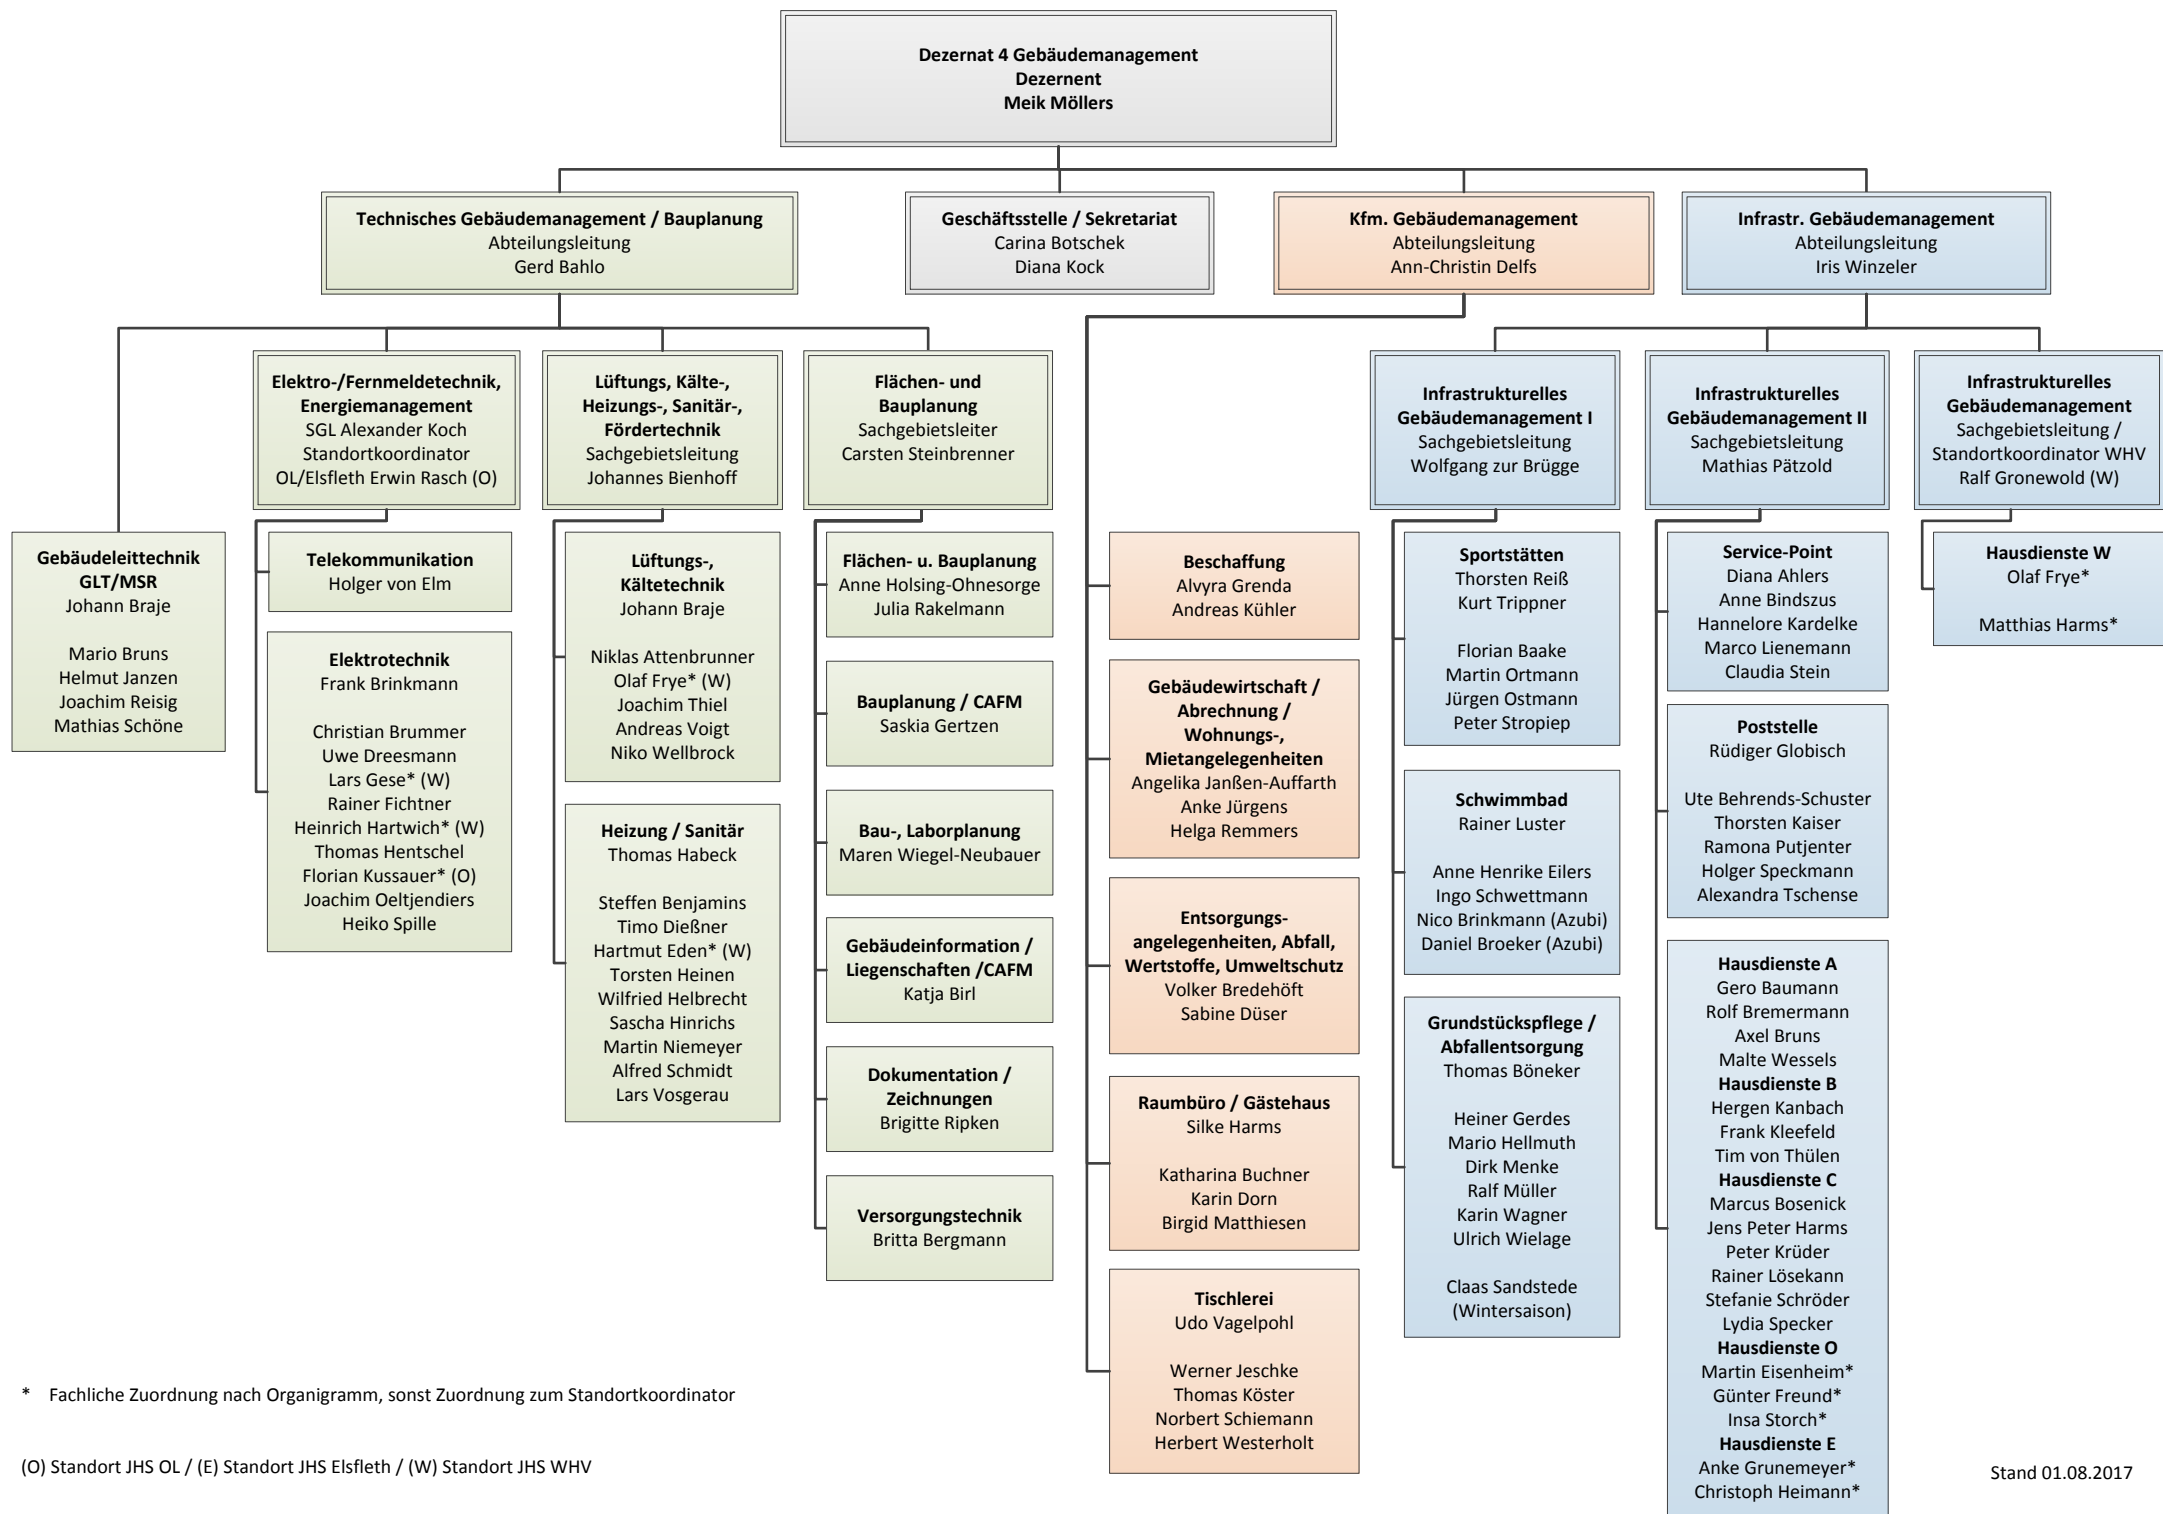 Dezernat 4 Gebäudemanagement
Dezernent
Meik Möllers
Technisches Gebäudemanagement / Bauplanung
Abteilungsleitung
Gerd Bahlo
Geschäftsstelle / Sekretariat
Carina Botschek
Diana Kock
Kfm. Gebäudemanagement
Abteilungsleitung
Ann-Christin Delfs
Infrastr. Gebäudemanagement
Abteilungsleitung
Iris Winzeler
Elektro-/Fernmeldetechnik,
Energiemanagement
SGL Alexander Koch
Standortkoordinator
OL/Elsfleth Erwin Rasch (O)
Lüftungs, Kälte-,
Heizungs-, Sanitär-,
Fördertechnik
Sachgebietsleitung
Johannes Bienhoff
Flächen- und
Bauplanung
Sachgebietsleiter
Carsten Steinbrenner
Infrastrukturelles
Gebäudemanagement I
Sachgebietsleitung
Wolfgang zur Brügge
Infrastrukturelles
Gebäudemanagement II
Sachgebietsleitung
Mathias Pätzold
Infrastrukturelles
Gebäudemanagement
Sachgebietsleitung /
Standortkoordinator WHV
Ralf Gronewold (W)
Gebäudeleittechnik
GLT/MSR
Johann Braje
Mario Bruns
Helmut Janzen
Joachim Reisig
Mathias Schöne
Telekommunikation
Holger von Elm
Elektrotechnik
Frank Brinkmann
Christian Brummer
Uwe Dreesmann
Lars Gese* (W)
Rainer Fichtner
Heinrich Hartwich* (W)
Thomas Hentschel
Florian Kussauer* (O)
Joachim Oeltjendiers
Heiko Spille
Lüftungs-,
Kältetechnik
Johann Braje
Niklas Attenbrunner
Olaf Frye* (W)
Joachim Thiel
Andreas Voigt
Niko Wellbrock
Heizung / Sanitär
Thomas Habeck
Steffen Benjamins
Timo Dießner
Hartmut Eden* (W)
Torsten Heinen
Wilfried Helbrecht
Sascha Hinrichs
Martin Niemeyer
Alfred Schmidt
Lars Vosgerau
Flächen- u. Bauplanung
Anne Holsing-Ohnesorge
Julia Rakelmann
Bauplanung / CAFM
Saskia Gertzen
Bau-, Laborplanung
Maren Wiegel-Neubauer
Gebäudeinformation /
Liegenschaften /CAFM
Katja Birl
Dokumentation /
Zeichnungen
Brigitte Ripken
Versorgungstechnik
Britta Bergmann
Beschaffung
Alvyra Grenda
Andreas Kühler
Gebäudewirtschaft /
Abrechnung /
Wohnungs-,
Mietangelegenheiten
Angelika Janßen-Auffarth
Anke Jürgens
Helga Remmers
Entsorgungs-
angelegenheiten, Abfall,
Wertstoffe, Umweltschutz
Volker Bredehöft
Sabine Düser
Raumbüro / Gästehaus
Silke Harms
Katharina Buchner
Karin Dorn
Birgid Matthiesen
Tischlerei
Udo Vagelpohl
Werner Jeschke
Thomas Köster
Norbert Schiemann
Herbert Westerholt
Sportstätten
Thorsten Reiß
Kurt Trippner
Florian Baake
Martin Ortmann
Jürgen Ostmann
Peter Stropiep
Schwimmbad
Rainer Luster
Anne Henrike Eilers
Ingo Schwettmann
Nico Brinkmann (Azubi)
Daniel Broeker (Azubi)
Grundstückspflege /
Abfallentsorgung
Thomas Böneker
Heiner Gerdes
Mario Hellmuth
Dirk Menke
Ralf Müller
Karin Wagner
Ulrich Wielage
Claas Sandstede
(Wintersaison)
Service-Point
Diana Ahlers
Anne Bindszus
Hannelore Kardelke
Marco Lienemann
Claudia Stein
Poststelle
Rüdiger Globisch
Ute Behrends-Schuster
Thorsten Kaiser
Ramona Putjenter
Holger Speckmann
Alexandra Tschense
Hausdienste A
Gero Baumann
Rolf Bremermann
Axel Bruns
Malte Wessels
Hausdienste B
Hergen Kanbach
Frank Kleefeld
Tim von Thülen
Hausdienste C
Marcus Bosenick
Jens Peter Harms
Peter Krüder
Rainer Lösekann
Stefanie Schröder
Lydia Specker
Hausdienste O
Martin Eisenheim*
Günter Freund*
Insa Storch*
Hausdienste E
Anke Grunemeyer*
Christoph Heimann*
Hausdienste W
Olaf Frye*
Matthias Harms*
* Fachliche Zuordnung nach Organigramm, sonst Zuordnung zum Standortkoordinator
(O) Standort JHS OL / (E) Standort JHS Elsfleth / (W) Standort JHS WHV
Stand 01.08.2017